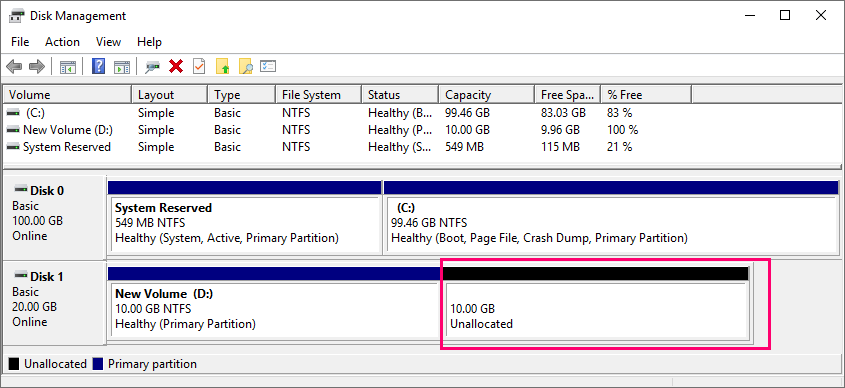 Disk Management
File Action View Help
Volume Layout Type File System Status Capacity Free Spa... % Free
(C:) Simple Basic NTFS Healthy (B... 99.46 GB 83.03 GB 83 %
New Volume (D:) Simple Basic NTFS Healthy (P... 10.00 GB 9.96 GB 100 %
System Reserved Simple Basic NTFS Healthy (S... 549 MB 115 MB 21 %
Disk 0
Basic
100.00 GB
Online
System Reserved
549 MB NTFS
Healthy (System, Active, Primary Partition)
(C:)
99.46 GB NTFS
Healthy (Boot, Page File, Crash Dump, Primary Partition)
Disk 1
Basic
20.00 GB
Online
New Volume (D:)
10.00 GB NTFS
Healthy (Primary Partition)
10.00 GB
Unallocated
Unallocated Primary partition